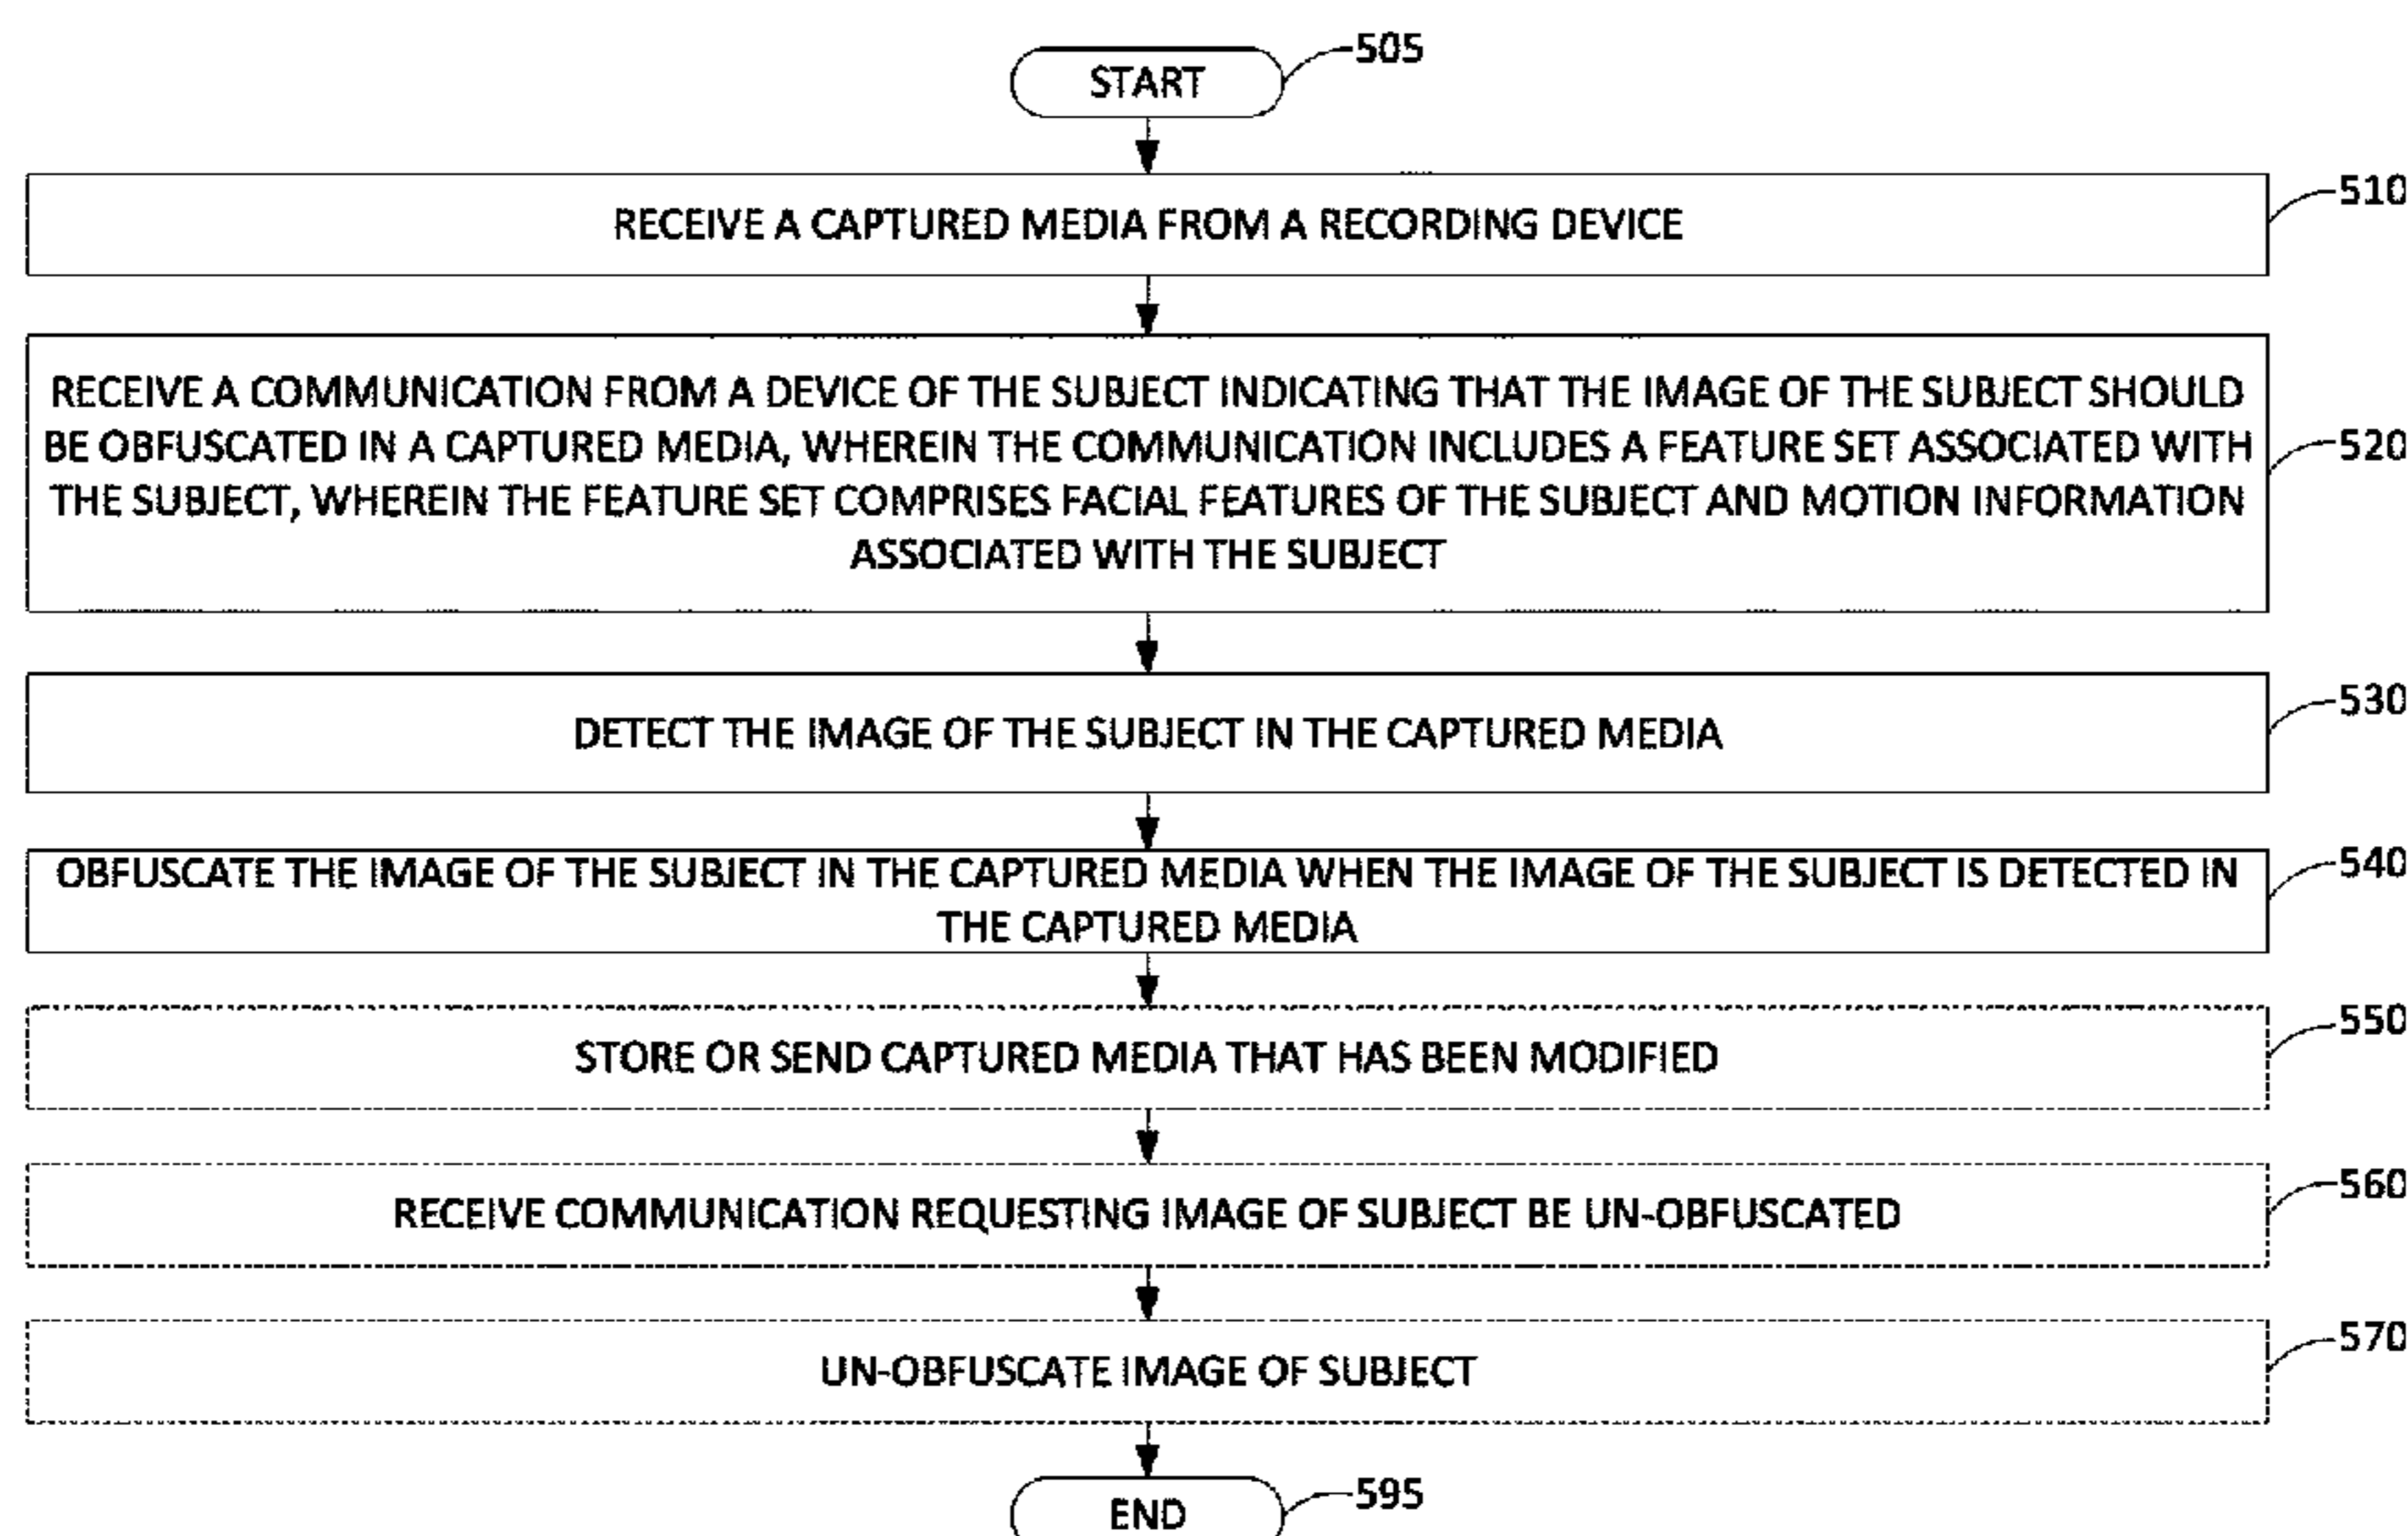 START
505
RECEIVE A CAPTURED MEDIA FROM A RECORDING DEVICE
510
RECEIVE A COMMUNICATION FROM A DEVICE OF THE SUBJECT INDICATING THAT THE IMAGE OF THE SUBJECT SHOULD
BE OBFUSCATED IN A CAPTURED MEDIA, WHEREIN THE COMMUNICATION INCLUDES A FEATURE SET ASSOCIATED WITH
THE SUBJECT, WHEREIN THE FEATURE SET COMPRISES FACIAL FEATURES OF THE SUBJECT AND MOTION INFORMATION
ASSOCIATED WITH THE SUBJECT
520
DETECT THE IMAGE OF THE SUBJECT IN THE CAPTURED MEDIA
530
OBFUSCATE THE IMAGE OF THE SUBJECT IN THE CAPTURED MEDIA WHEN THE IMAGE OF THE SUBJECT IS DETECTED IN
THE CAPTURED MEDIA
540
STORE OR SEND CAPTURED MEDIA THAT HAS BEEN MODIFIED
550
RECEIVE COMMUNICATION REQUESTING IMAGE OF SUBJECT BE UN-OBFUSCATED
560
UN-OBFUSCATE IMAGE OF SUBJECT
570
END
595